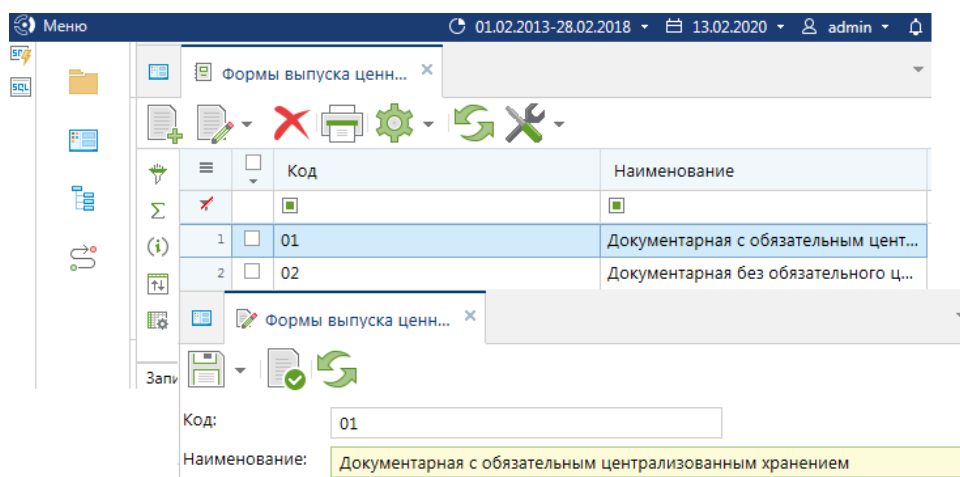 Меню 01.02.2013-28.02.2018 13.02.2020 admin
SQL
Формы выпуска ценн...
Код Наименование
1 01 Документарная с обязательным цент...
2 02 Документарная без обязательного ц...
Формы выпуска ценн...
Запи
Код: 01
Наименование: Документарная с обязательным централизованным хранением